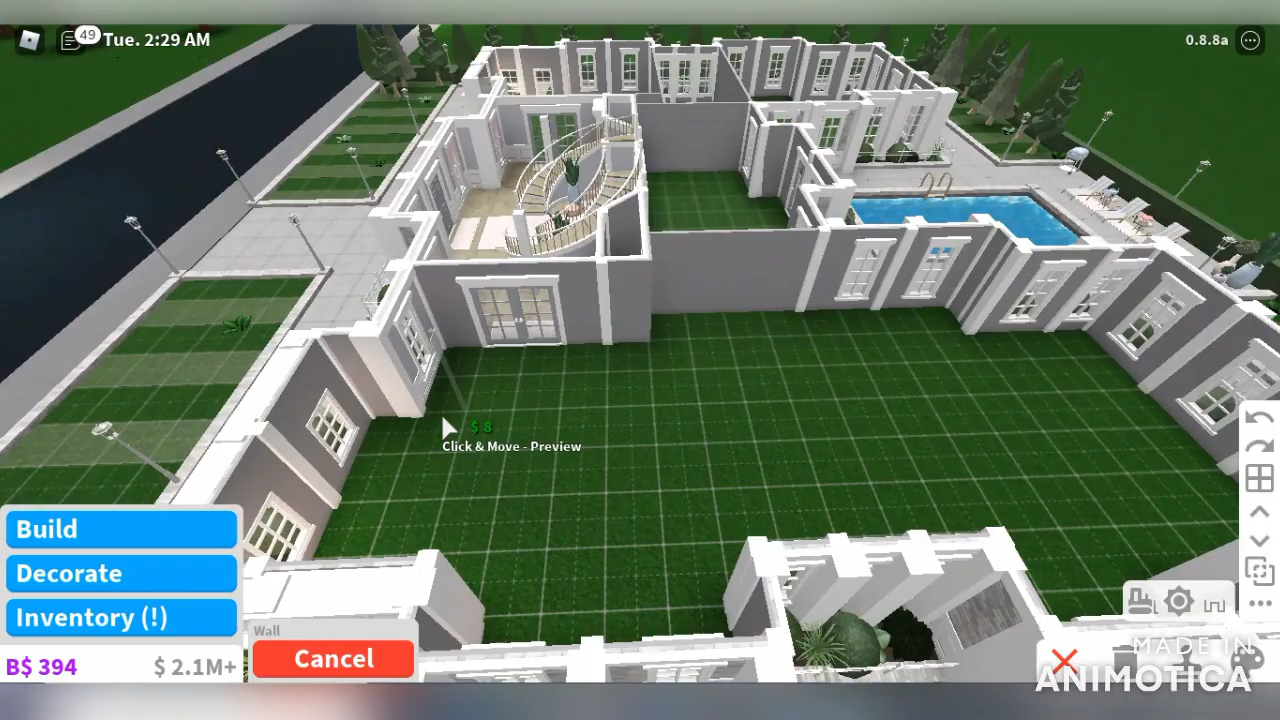 49
Tue. 2:29 AM
0.8.8a
$ 8
Click & Move - Preview
Build
Decorate
Inventory (!)
Wall
Cancel
B$ 394
$ 2.1M+
MADE IN
ANIMOTICA